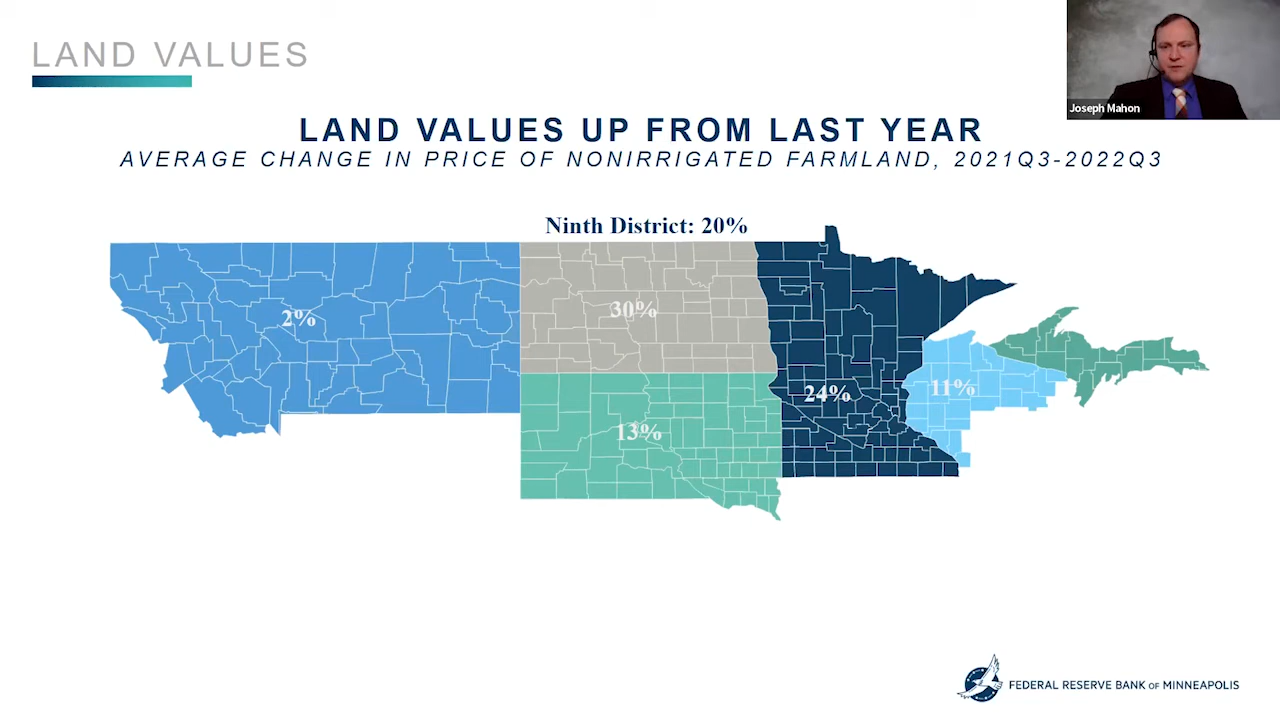 LAND VALUES
Joseph Mahon
LAND VALUES UP FROM LAST YEAR
AVERAGE CHANGE IN PRICE OF NONIRRIGATED FARMLAND, 2021Q3-2022Q3
Ninth District: 20%
2%
30%
24%
11%
13%
FEDERAL RESERVE BANK OF MINNEAPOLIS